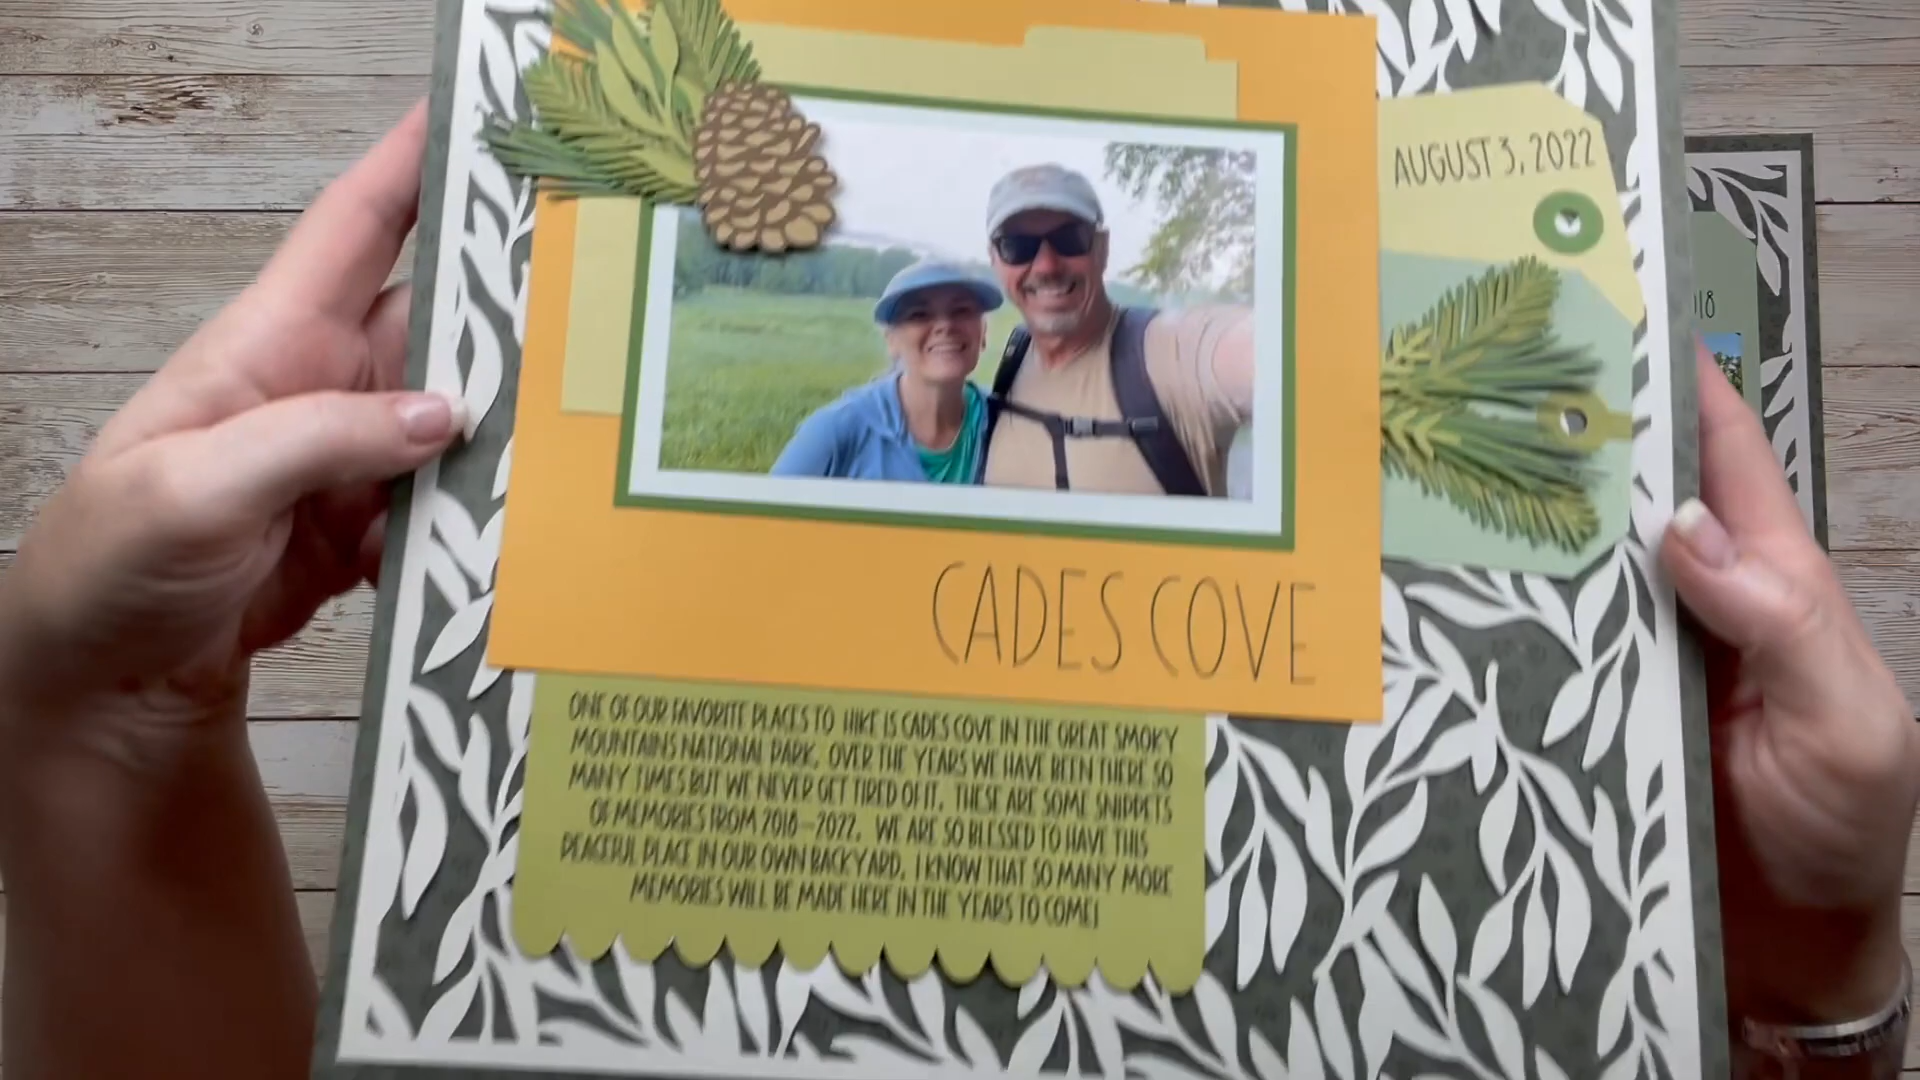 AUGUST 3, 2022
18
CADES COVE
ONE OF OUR FAVORITE PLACES TO HIKE IS CADES COVE IN THE GREAT SMOKY
MOUNTAINS NATIONAL PARK. OVER THE YEARS WE HAVE BEEN THERE SO
MANY TIMES BUT WE NEVER GET TIRED OF IT. THESE ARE SOME SNIPPETS
OF MEMORIES FROM 2018-2022. WE ARE SO BLESSED TO HAVE THIS
PEACEFUL PLACE IN OUR OWN BACKYARD. I KNOW THAT SO MANY MORE
MEMORIES WILL BE MADE HERE IN THE YEARS TO COME!